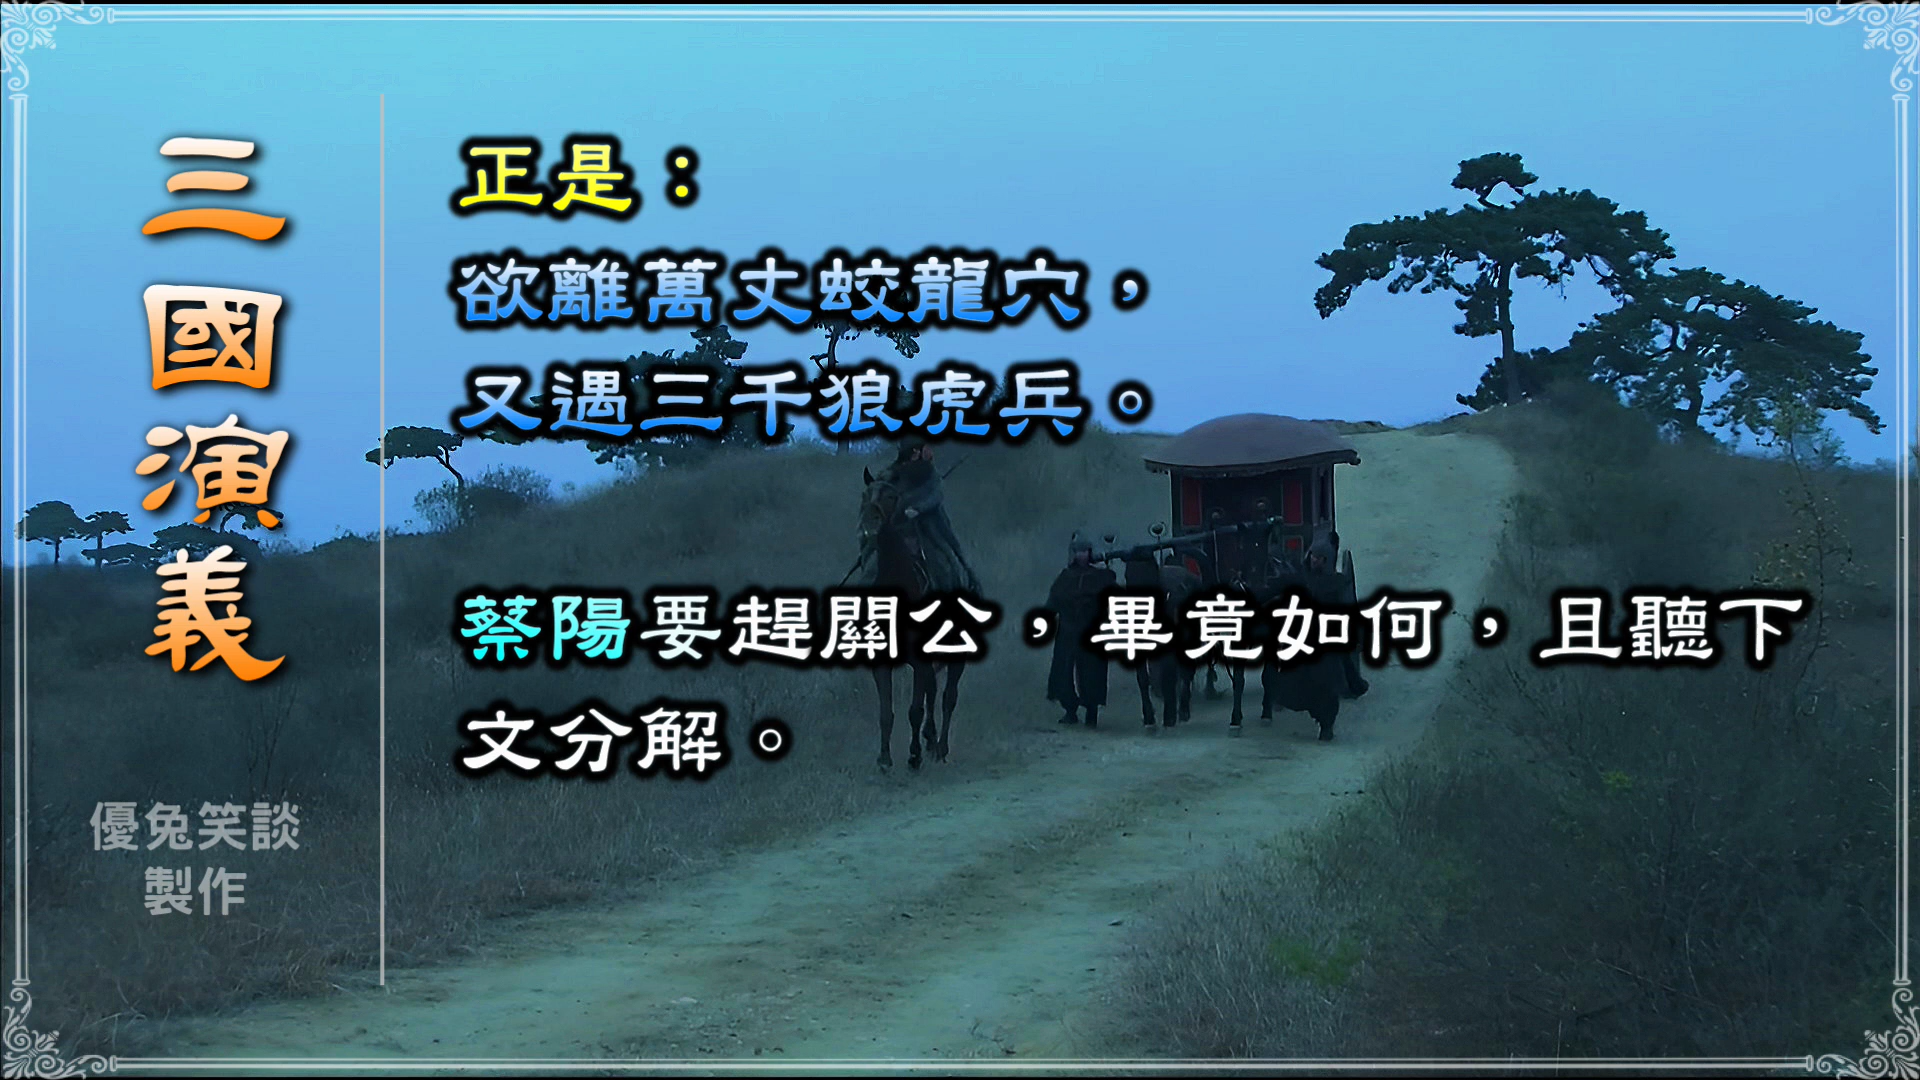 三國演義
優兔笑談
製作
正是：
欲離萬丈蛟龍穴，
又遇三千狼虎兵。
蔡陽要趕關公，畢竟如何，且聽下
文分解。